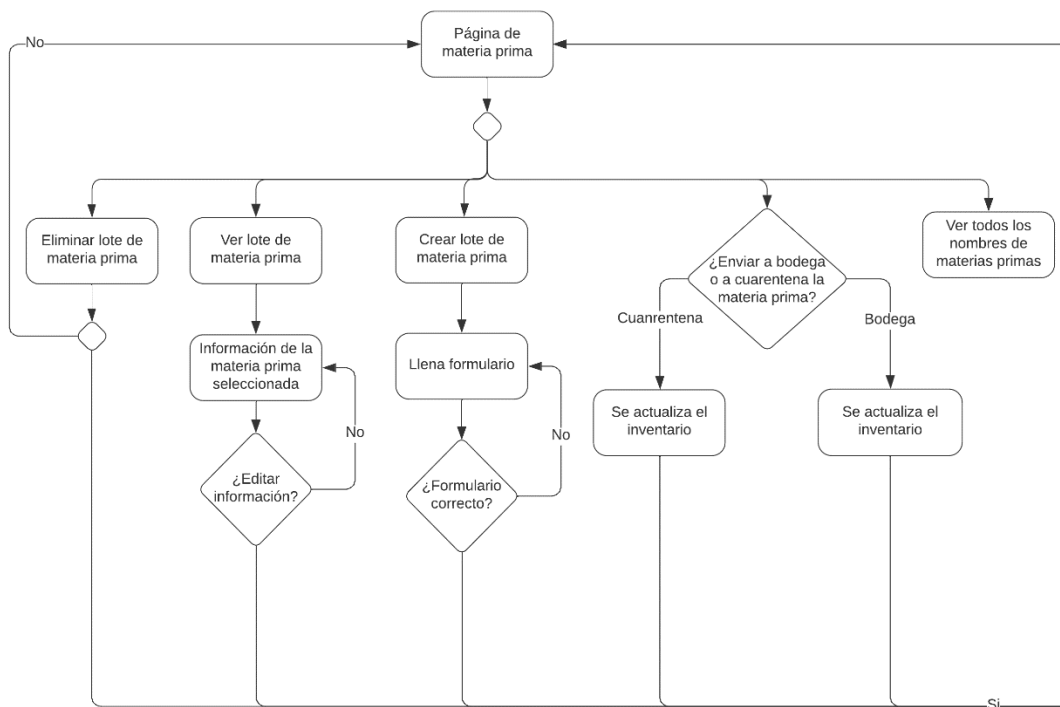 No
Página de
materia prima
Eliminar lote de
materia prima
Ver lote de
materia prima
Crear lote de
materia prima
¿Enviar a bodega
o a cuarentena la
materia prima?
Ver todos los
nombres de
materias primas
Cuanrentena
Bodega
Información de la
materia prima
seleccionada
Llena formulario
Se actualiza el
inventario
Se actualiza el
inventario
No
No
¿Editar
información?
¿Formulario
correcto?
Si